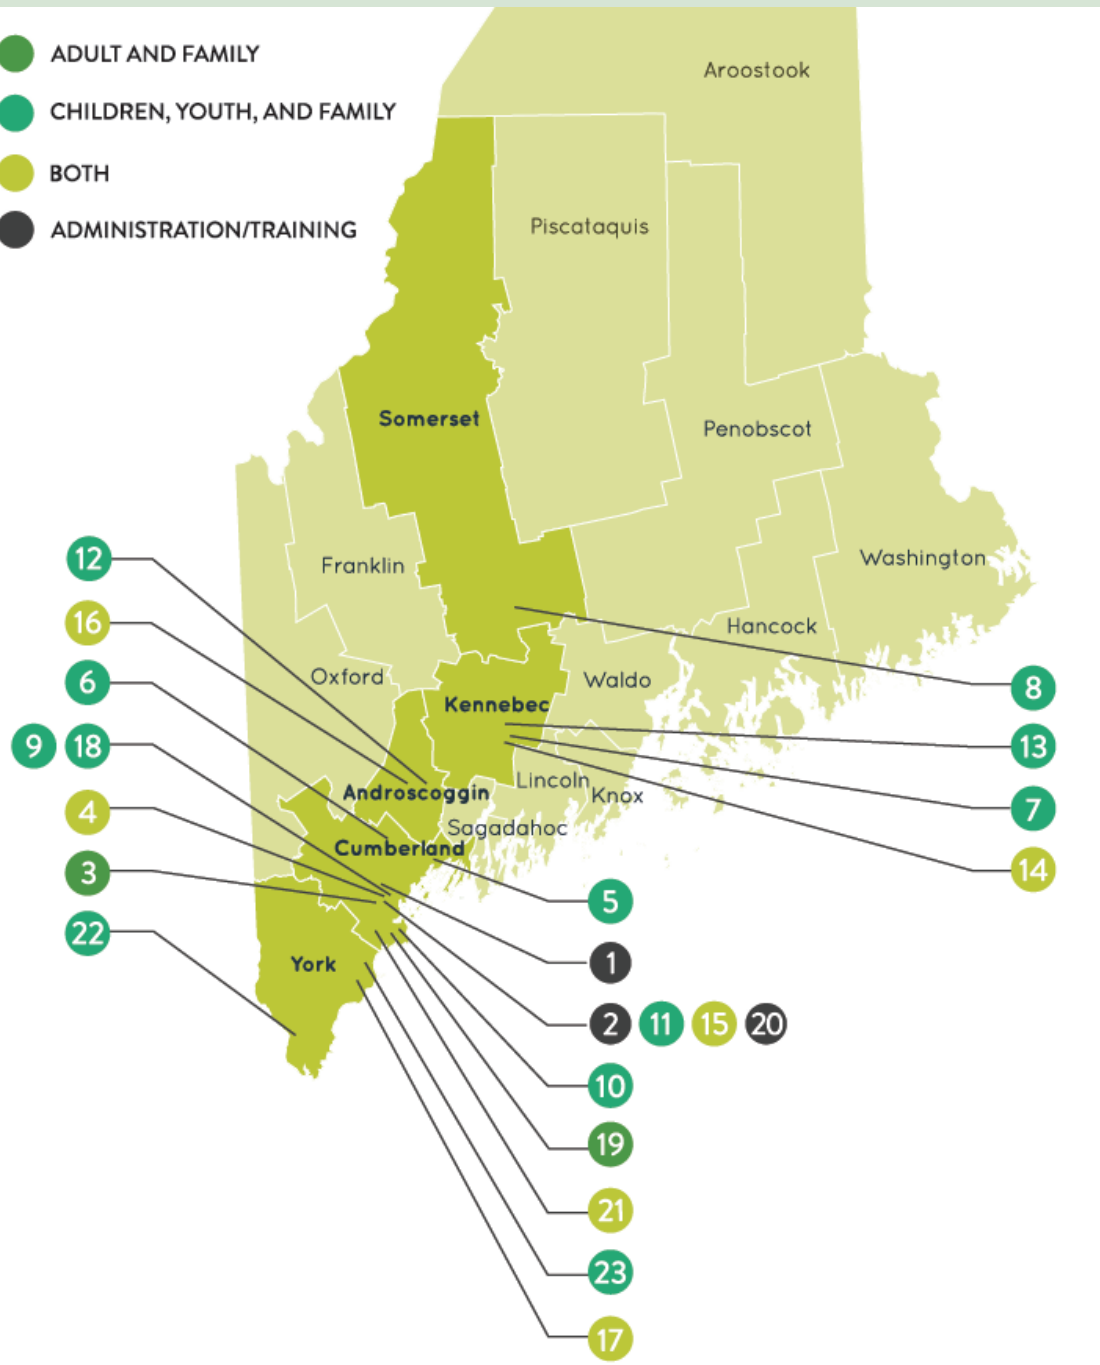 ADULT AND FAMILY
CHILDREN, YOUTH, AND FAMILY
BOTH
ADMINISTRATION/TRAINING
Aroostook
Piscataquis
Somerset
Penobscot
Franklin
Washington
Hancock
Oxford
Waldo
Kennebec
Lincoln
Knox
Androscoggin
Sagadahoc
Cumberland
York
12
16
6
9 18
4
3
22
8
13
7
14
5
1
2 11 15 20
10
19
21
23
17